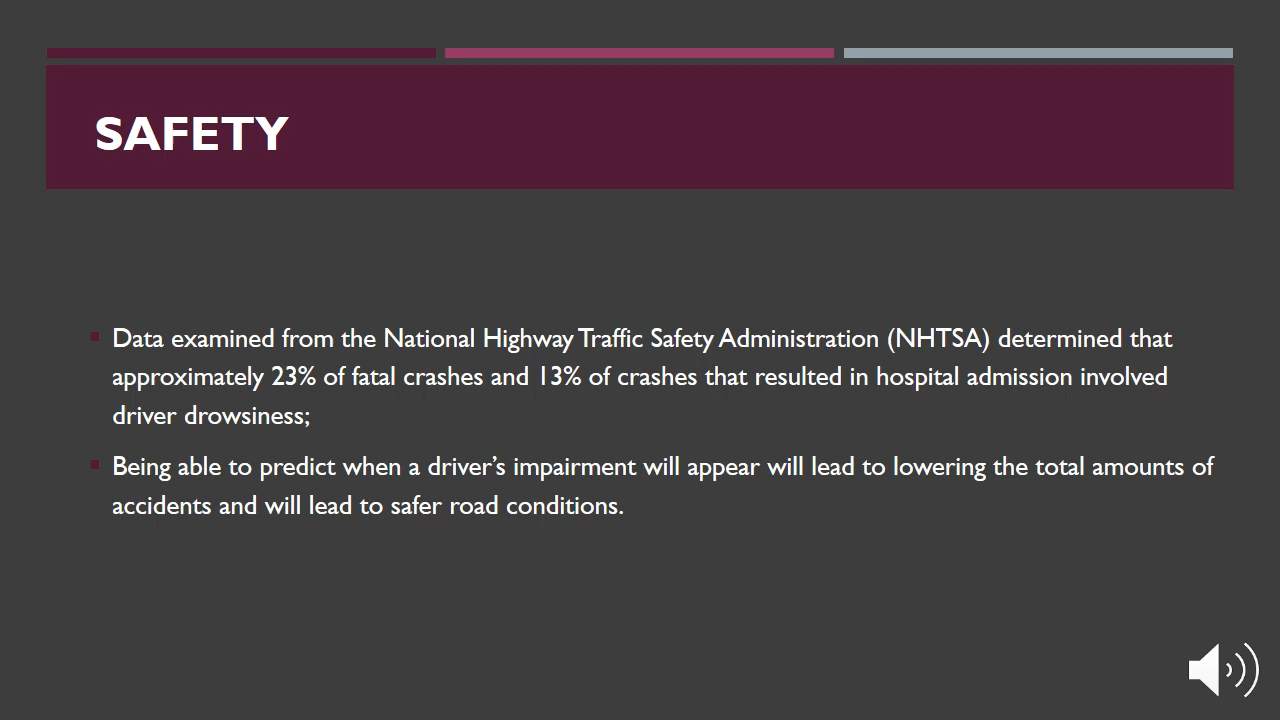 SAFETY
Data examined from the National Highway Traffic Safety Administration (NHTSA) determined that
approximately 23% of fatal crashes and 13% of crashes that resulted in hospital admission involved
driver drowsiness;
Being able to predict when a driver’s impairment will appear will lead to lowering the total amounts of
accidents and will lead to safer road conditions.